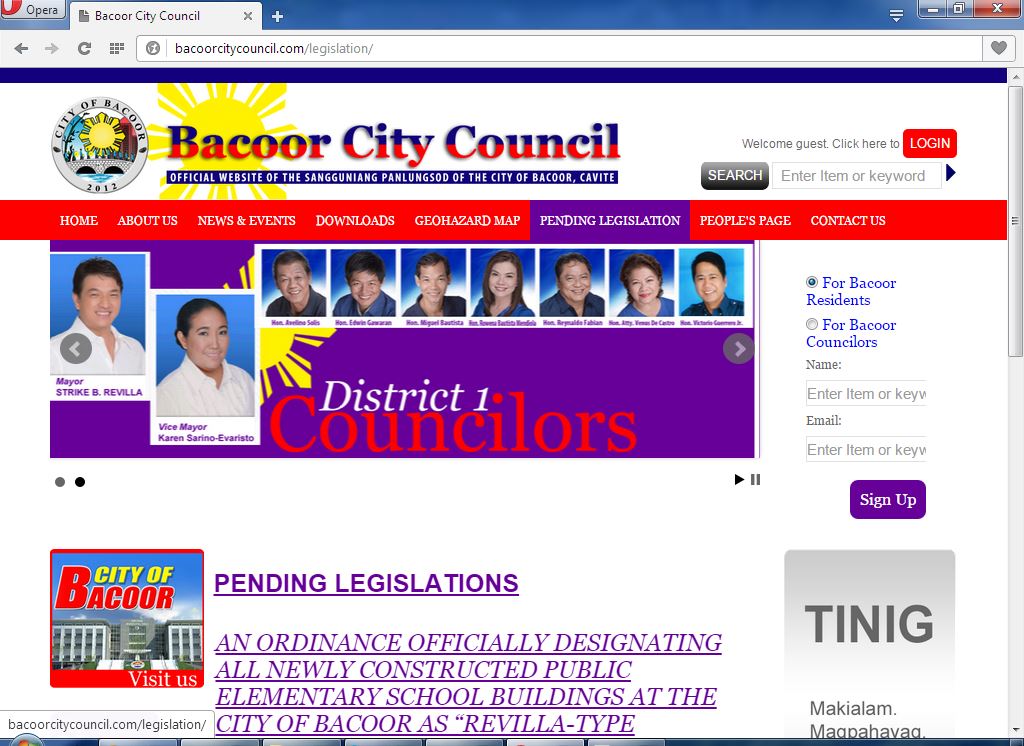 Opera
Bacoor City Council
bacoorcitycouncil.com/legislation/
CITY OF BACOOR
2012
Bacoor City Council
OFFICIAL WEBSITE OF THE SANGGUNIANG PANLUNGSOD OF THE CITY OF BACOOR, CAVITE
Welcome guest. Click here to LOGIN
SEARCH Enter Item or keyword
HOME ABOUT US NEWS & EVENTS DOWNLOADS GEOHAZARD MAP PENDING LEGISLATION PEOPLE'S PAGE CONTACT US
Hon. Avelino Solis Hon. Edwin Gawaran Hon. Miguel Bautista Hon. Rowena Bautista Mendiola Hon. Reynaldo Fabian Hon. Atty. Venus De Castro Hon. Victorio Guerrero Jr.
Mayor
STRIKE B. REVILLA
Vice Mayor
Karen Sarino-Evaristo
District 1
Councilors
For Bacoor
Residents
For Bacoor
Councilors
Name:
Enter Item or keyw
Email:
Enter Item or keyw
Sign Up
CITY OF
BACOOR
Visit us
PENDING LEGISLATIONS
AN ORDINANCE OFFICIALLY DESIGNATING
ALL NEWLY CONSTRUCTED PUBLIC
ELEMENTARY SCHOOL BUILDINGS AT THE
CITY OF BACOOR AS “REVILLA-TYPE
TINIG
Makialam.
Magpahayag.
bacoorcitycouncil.com/legislation/